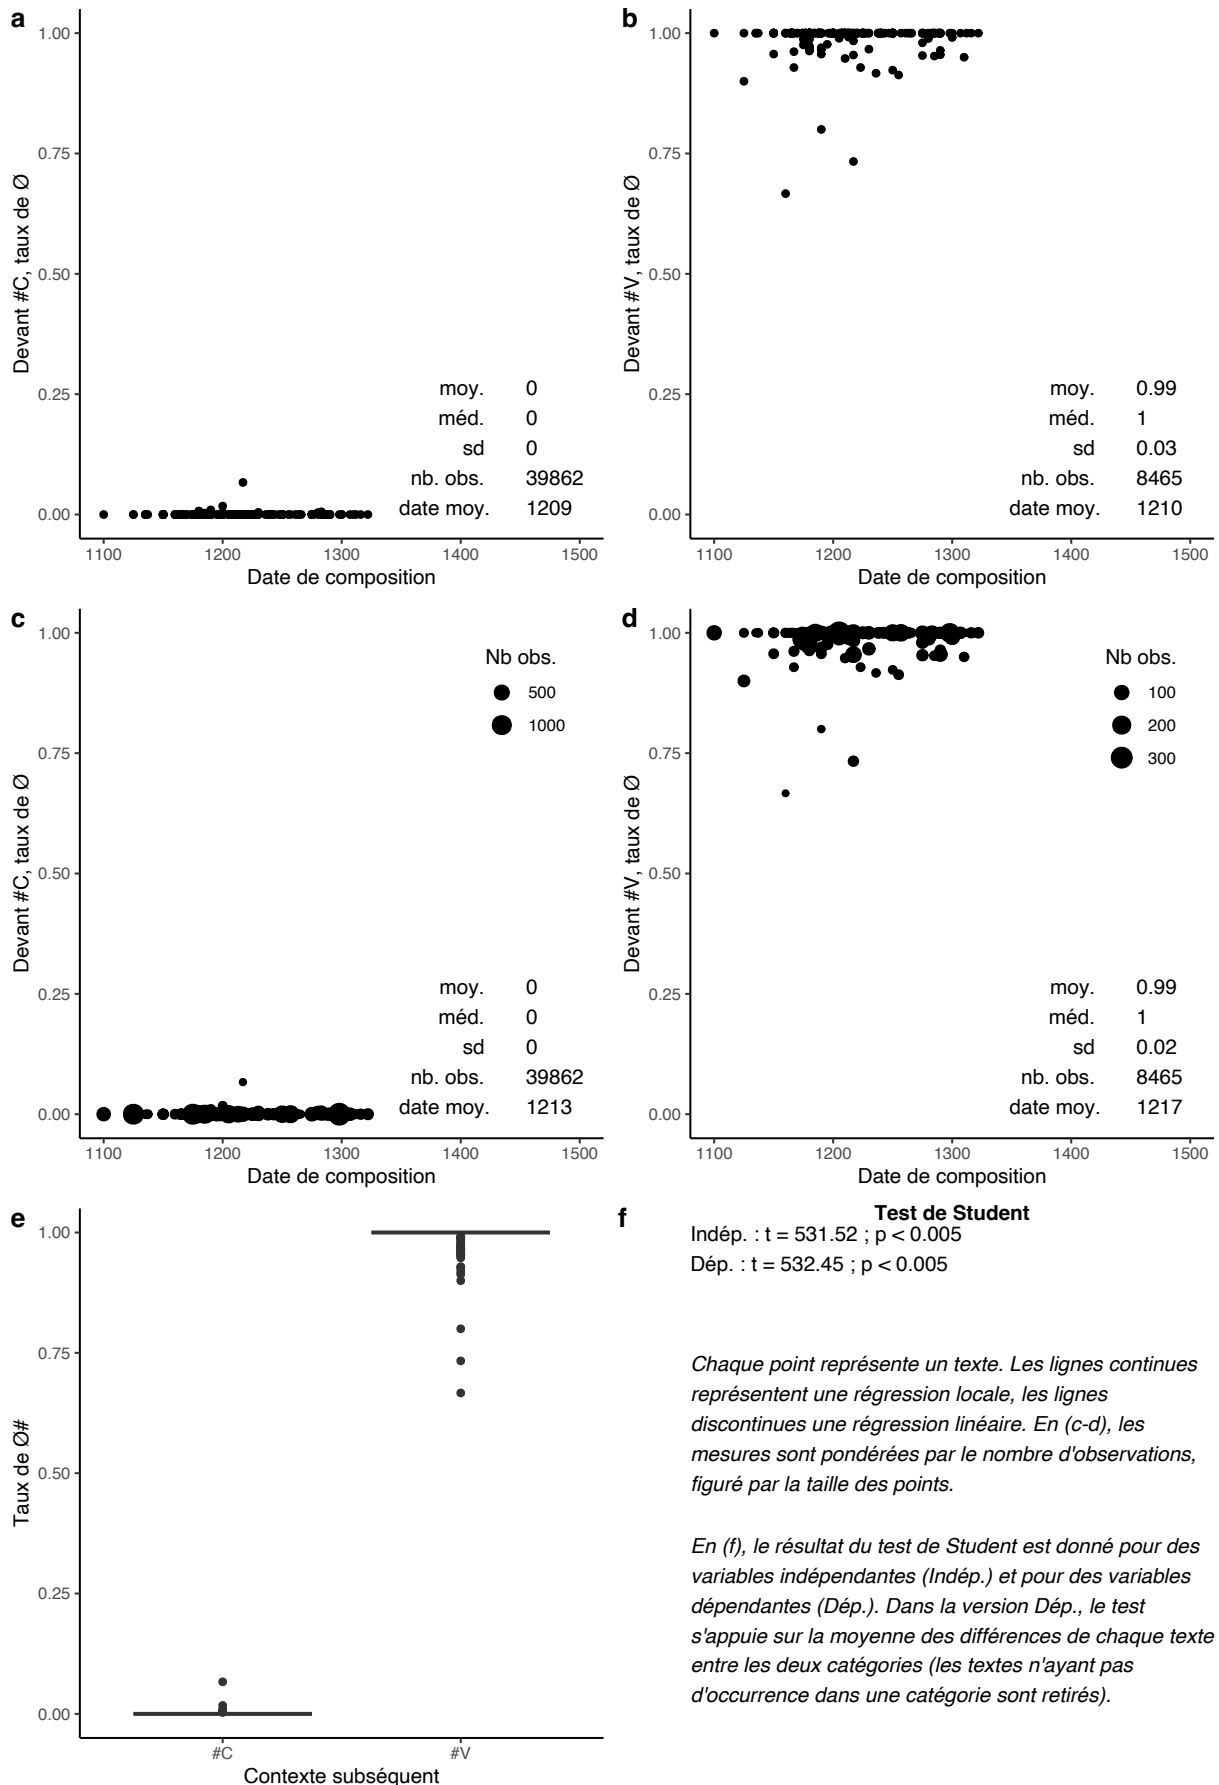 a
1.00
0.75
0.50
0.25
0.00
Devant #C, taux de Ø
moy. 0
méd. 0
sd 0
nb. obs. 39862
date moy. 1209
1100 1200 1300 1400 1500
Date de composition
b
1.00
0.75
0.50
0.25
0.00
Devant #V, taux de Ø
moy. 0.99
méd. 1
sd 0.03
nb. obs. 8465
date moy. 1210
1100 1200 1300 1400 1500
Date de composition
c
1.00
0.75
0.50
0.25
0.00
Devant #C, taux de Ø
Nb obs.
500
1000
moy. 0
méd. 0
sd 0
nb. obs. 39862
date moy. 1213
1100 1200 1300 1400 1500
Date de composition
d
1.00
0.75
0.50
0.25
0.00
Devant #V, taux de Ø
Nb obs.
100
200
300
moy. 0.99
méd. 1
sd 0.02
nb. obs. 8465
date moy. 1217
1100 1200 1300 1400 1500
Date de composition
e
1.00
0.75
0.50
0.25
0.00
Taux de Ø#
#C #V
Contexte subséquent
f
Test de Student
Indép. : t = 531.52 ; p < 0.005
Dép. : t = 532.45 ; p < 0.005
Chaque point représente un texte. Les lignes continues
représentent une régression locale, les lignes
discontinues une régression linéaire. En (c-d), les
mesures sont pondérées par le nombre d'observations,
figuré par la taille des points.
En (f), le résultat du test de Student est donné pour des
variables indépendantes (Indép.) et pour des variables
dépendantes (Dép.). Dans la version Dép., le test
s'appuie sur la moyenne des différences de chaque texte
entre les deux catégories (les textes n'ayant pas
d'occurrence dans une catégorie sont retirés).